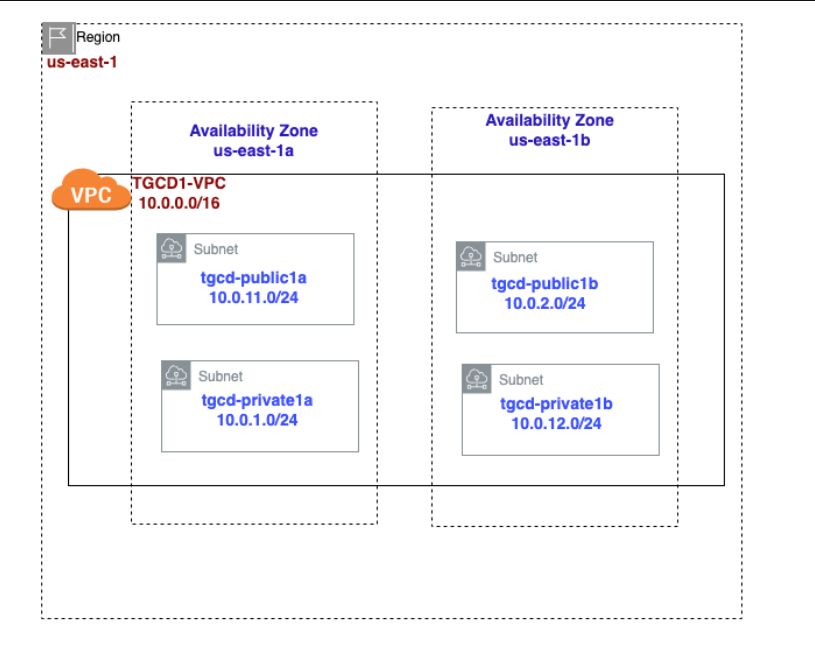 Region
us-east-1
Availability Zone
us-east-1a
Availability Zone
us-east-1b
VPC
TGCD1-VPC
10.0.0.0/16
Subnet
tgcd-public1a
10.0.11.0/24
Subnet
tgcd-public1b
10.0.2.0/24
Subnet
tgcd-private1a
10.0.1.0/24
Subnet
tgcd-private1b
10.0.12.0/24